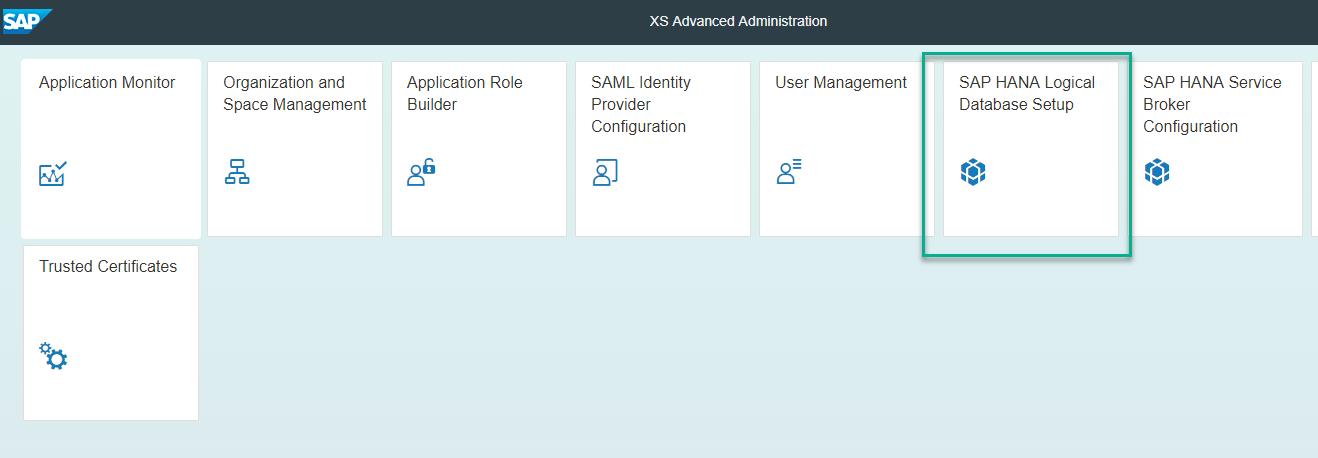 SAP
XS Advanced Administration
Application Monitor
Organization and
Space Management
Application Role
Builder
SAML Identity
Provider
Configuration
User Management
SAP HANA Logical
Database Setup
SAP HANA Service
Broker
Configuration
Trusted Certificates